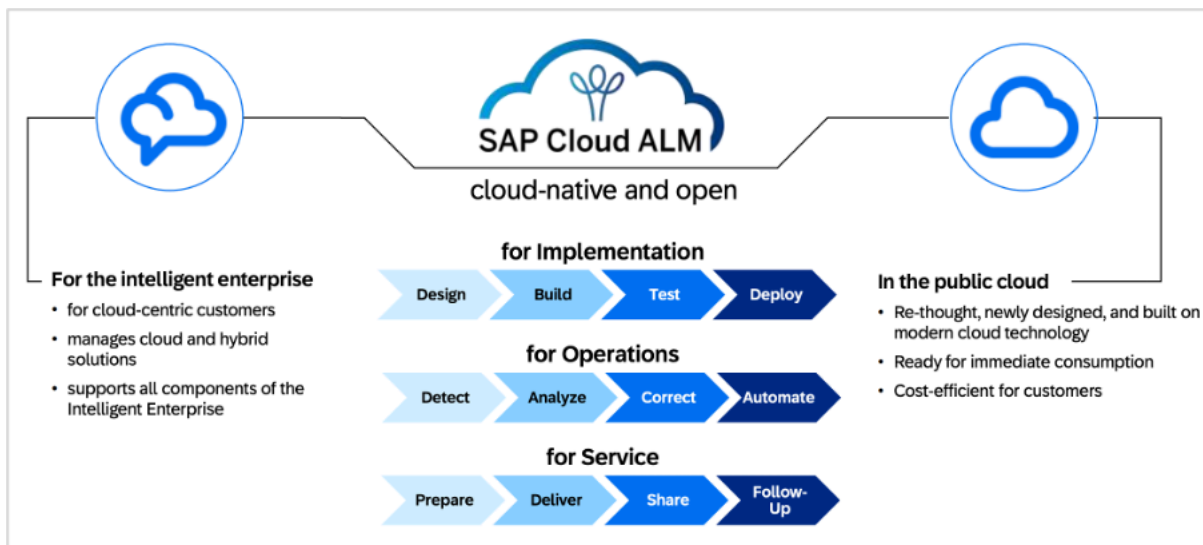 SAP Cloud ALM
cloud-native and open
For the intelligent enterprise
• for cloud-centric customers
• manages cloud and hybrid
solutions
• supports all components of the
Intelligent Enterprise
for Implementation
Design
Build
Test
Deploy
for Operations
Detect
Analyze
Correct
Automate
for Service
Prepare
Deliver
Share
Follow-
Up
In the public cloud
• Re-thought, newly designed, and built on
modern cloud technology
• Ready for immediate consumption
• Cost-efficient for customers